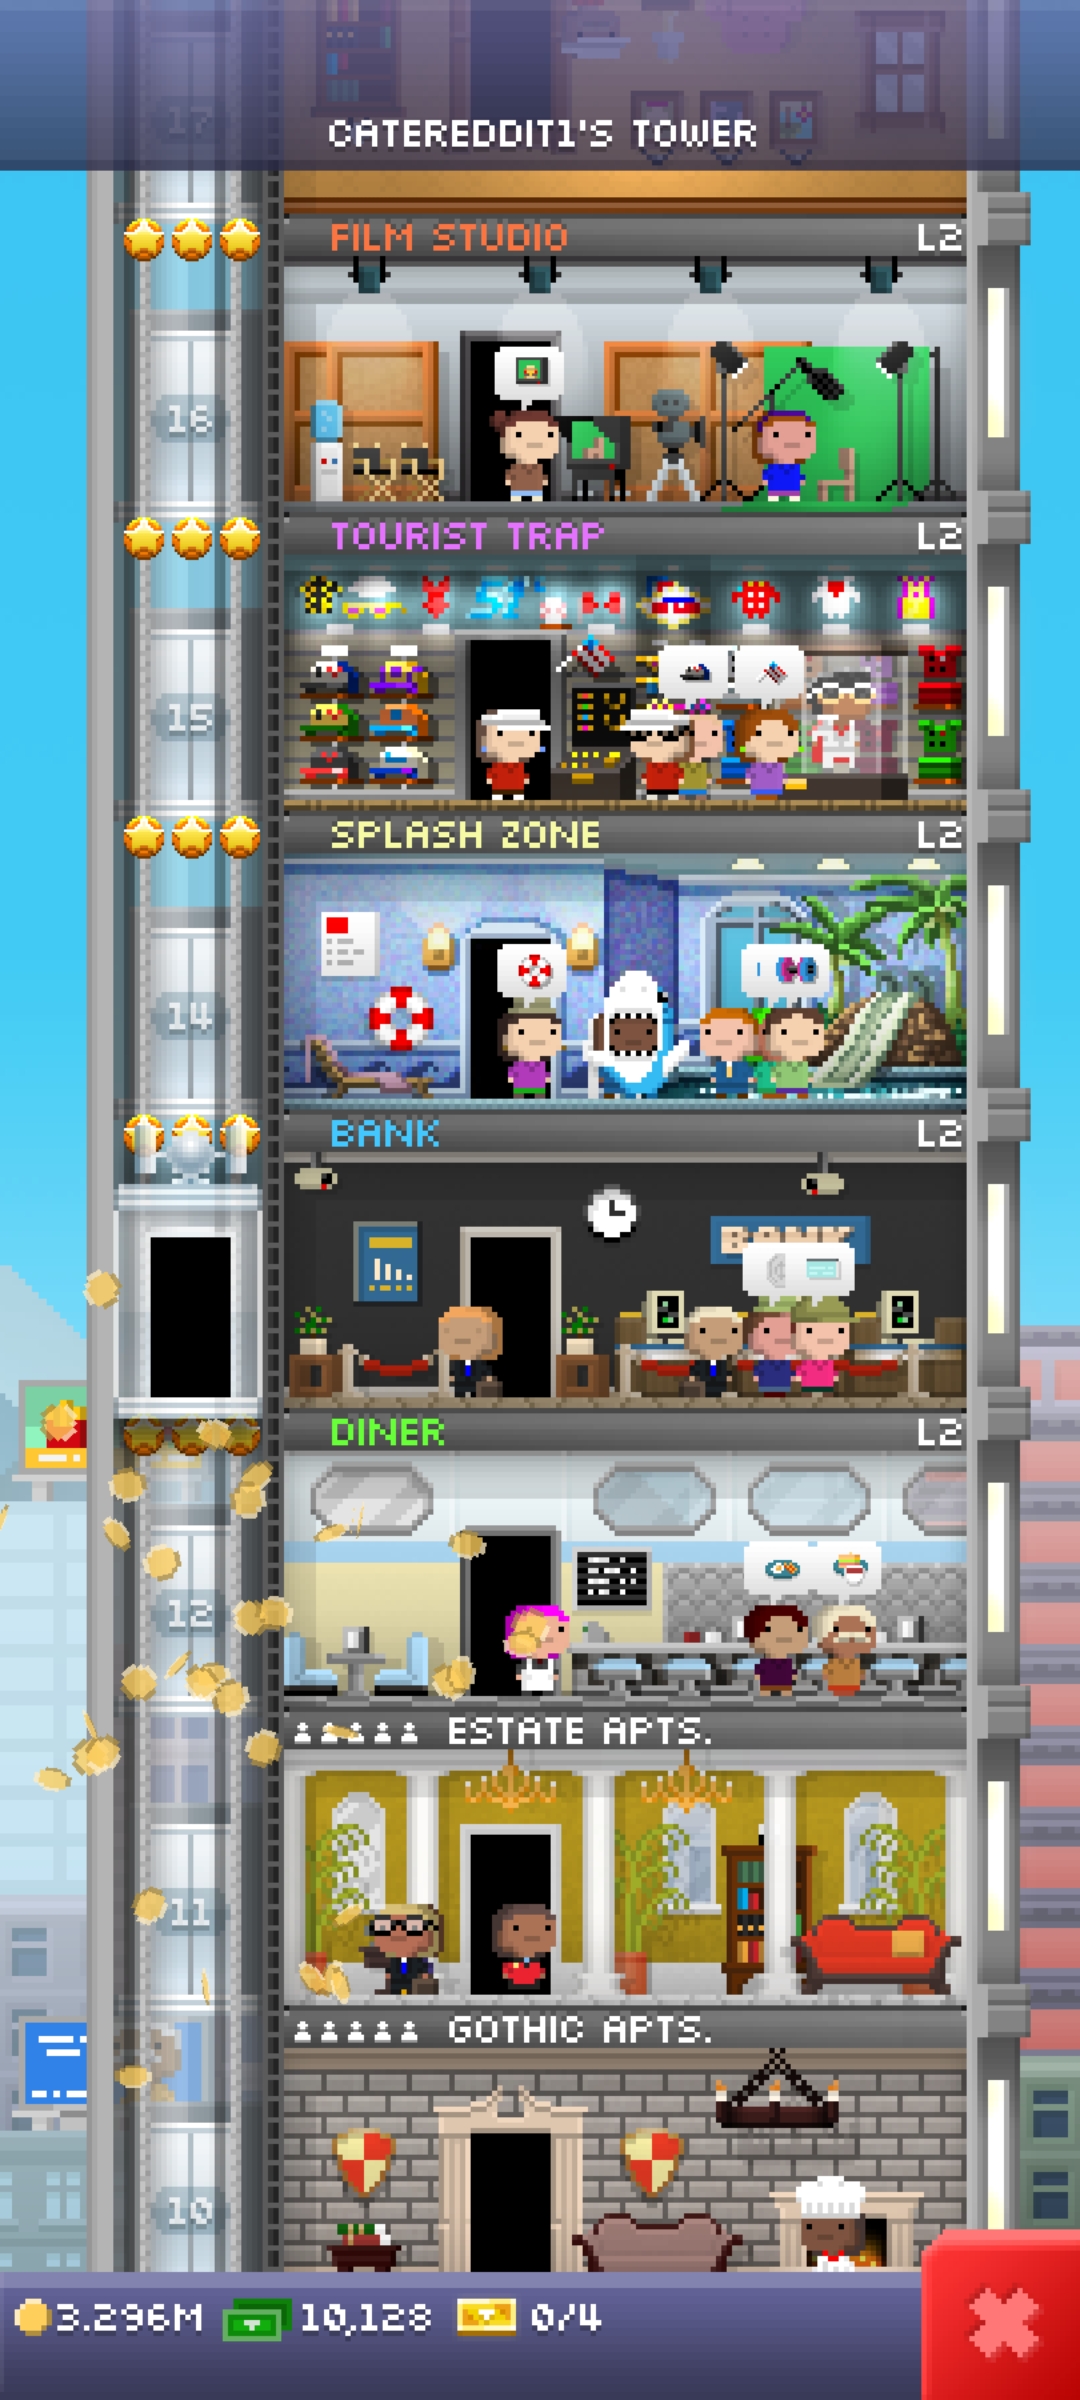 17
CATEREDDIT1'S TOWER
FILM STUDIO L2
16
TOURIST TRAP L2
15
SPLASH ZONE L2
14
BANK L2
BANK
DINER L2
12
ESTATE APTS.
11
GOTHIC APTS.
10
3.296M 10,128 0/4